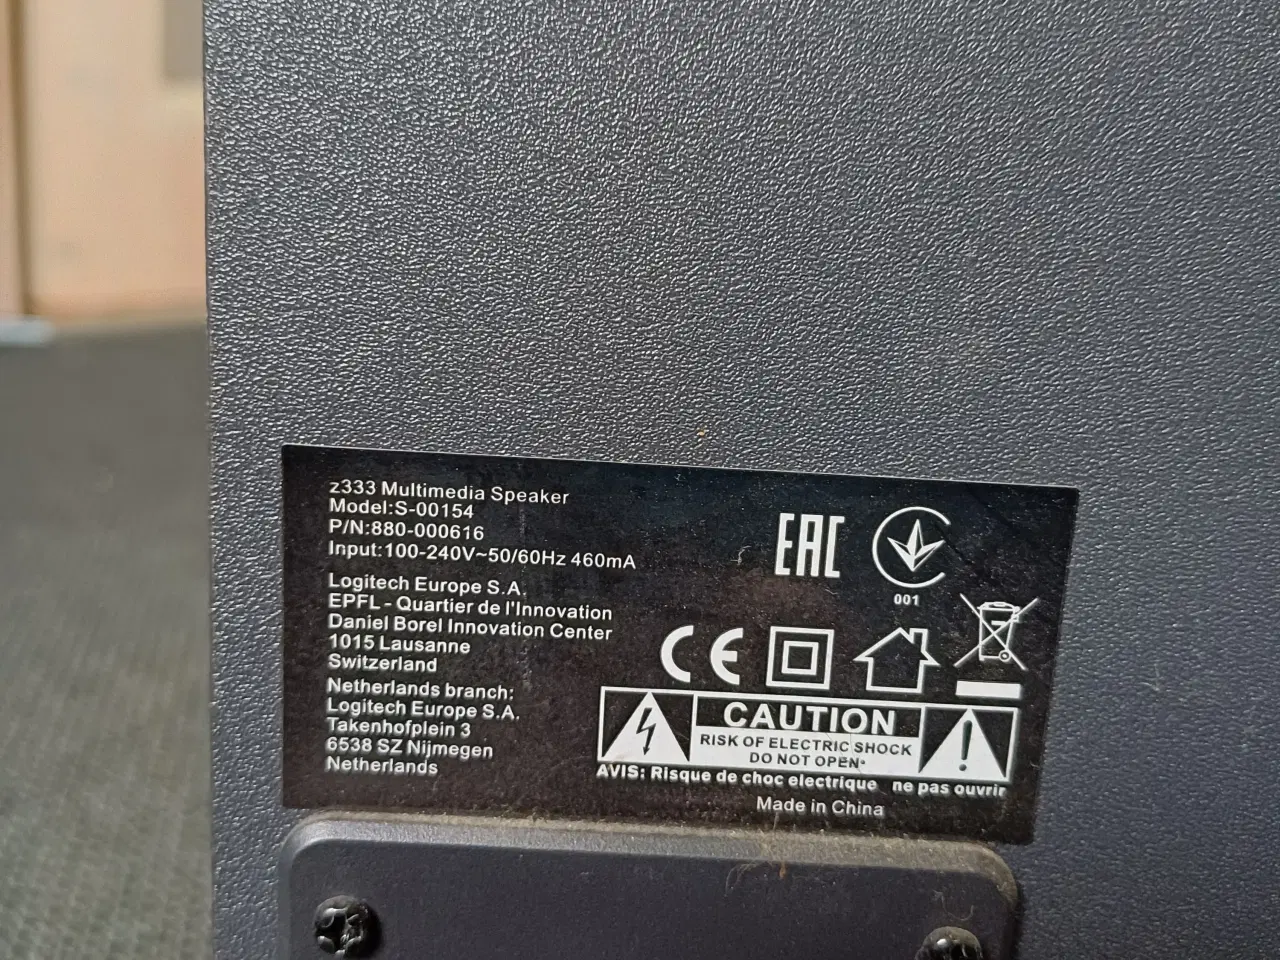 z333 Multimedia Speaker
Model:S-00154
P/N:880-000616
Input:100-240V~50/60Hz 460mA
Logitech Europe S.A.
EPFL - Quartier de l'Innovation
Daniel Borel Innovation Center
1015 Lausanne
Switzerland
Netherlands branch:
Logitech Europe S.A.
Takenhofplein 3
6538 SZ Nijmegen
Netherlands
EAC
001
CE
CAUTION
RISK OF ELECTRIC SHOCK
DO NOT OPEN
AVIS: Risque de choc electrique ne pas ouvrir
Made in China